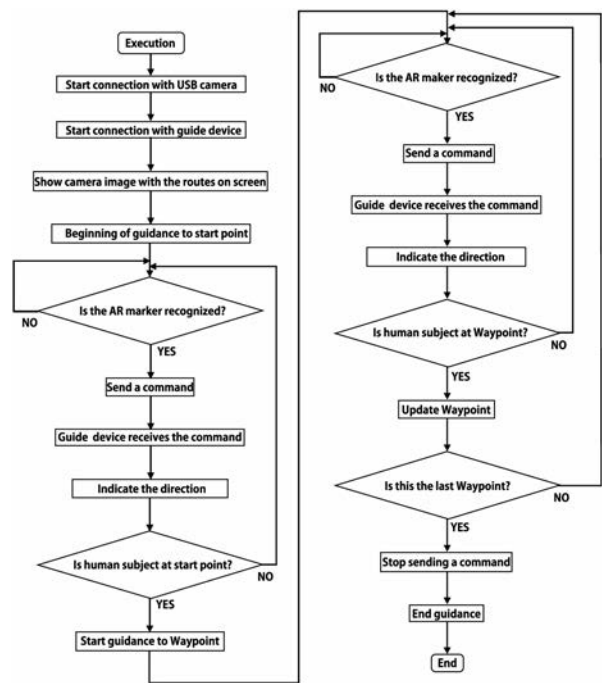 Execution
Start connection with USB camera
Start connection with guide device
Show camera image with the routes on screen
Beginning of guidance to start point
Is the AR marker recognized?
NO
YES
Send a command
Guide device receives the command
Indicate the direction
Is human subject at start point?
NO
YES
Start guidance to Waypoint
Is the AR maker recognized?
NO
YES
Send a command
Guide device receives the command
Indicate the direction
Is human subject at Waypoint?
NO
YES
Update Waypoint
Is this the last Waypoint?
NO
YES
Stop sending a command
End guidance
End